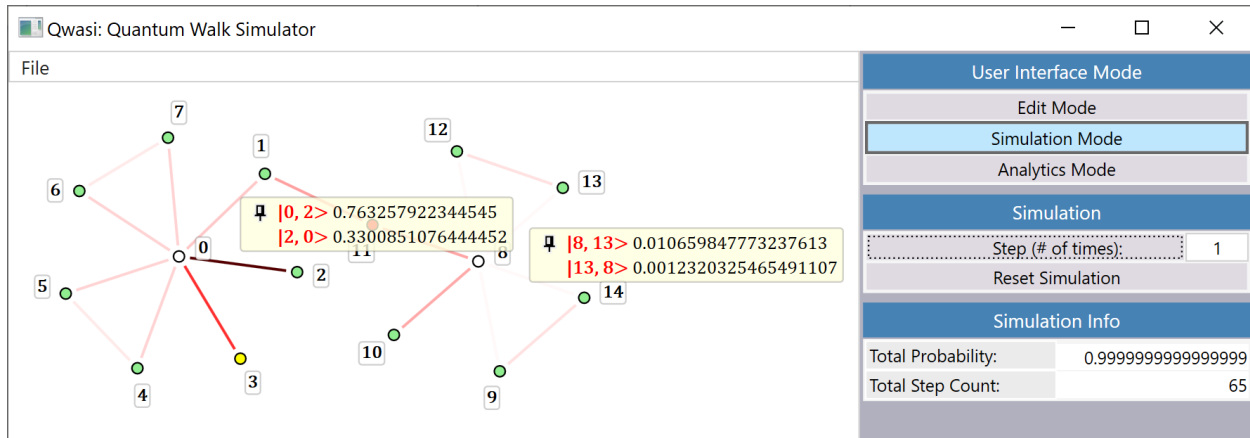 Qwasi: Quantum Walk Simulator
File
7
1
12
6
13
|0, 2> 0.763257922344545
|2, 0> 0.3300851076444452
0
11
|8, 13> 0.010659847773237613
|13, 8> 0.0012320325465491107
8
5
2
14
10
3
4
9
User Interface Mode
Edit Mode
Simulation Mode
Analytics Mode
Simulation
Step (# of times): 1
Reset Simulation
Simulation Info
Total Probability: 0.9999999999999999
Total Step Count: 65